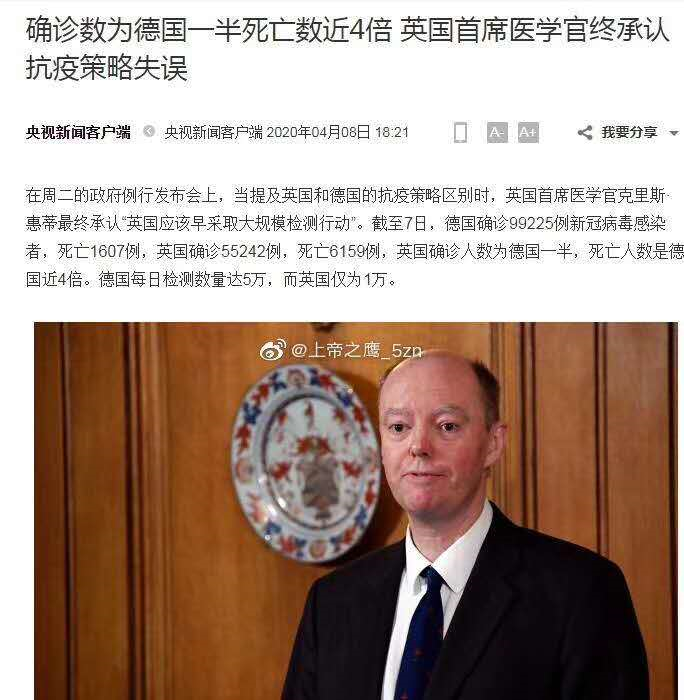 确诊数为德国一半死亡数近4倍 英国首席医学官终承认
抗疫策略失误
央视新闻客户端 央视新闻客户端 2020年04月08日 18:21 A- A+ 我要分享
在周二的政府例行发布会上，当提及英国和德国的抗疫策略区别时，英国首席医学官克里斯·
惠蒂最终承认“英国应该早采取大规模检测行动”。截至7日，德国确诊99225例新冠病毒感染
者，死亡1607例，英国确诊55242例，死亡6159例，英国确诊人数为德国一半，死亡人数是德
国近4倍。德国每日检测数量达5万，而英国仅为1万。
@上帝之鹰_5zn